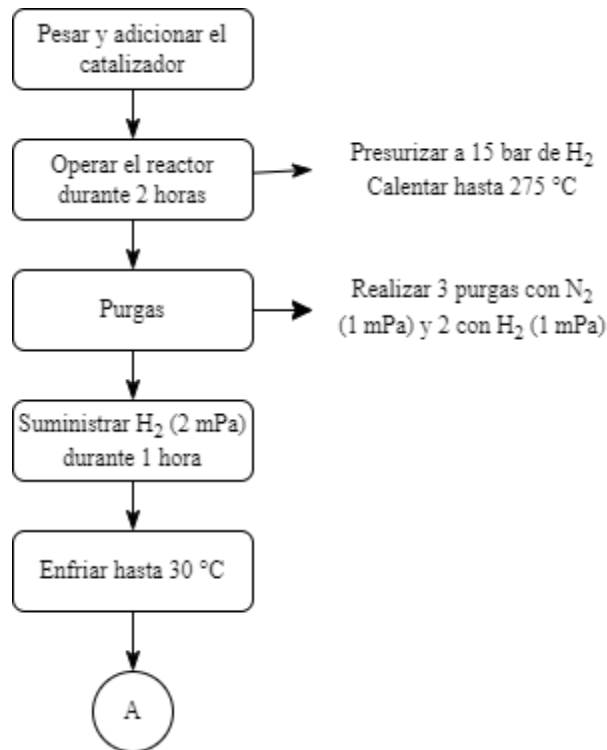 Pesar y adicionar el
catalizador
Operar el reactor
durante 2 horas
Presurizar a 15 bar de H₂
Calentar hasta 275 °C
Purgas
Realizar 3 purgas con N₂
(1 mPa) y 2 con H₂ (1 mPa)
Suministrar H₂ (2 mPa)
durante 1 hora
Enfriar hasta 30 °C
A